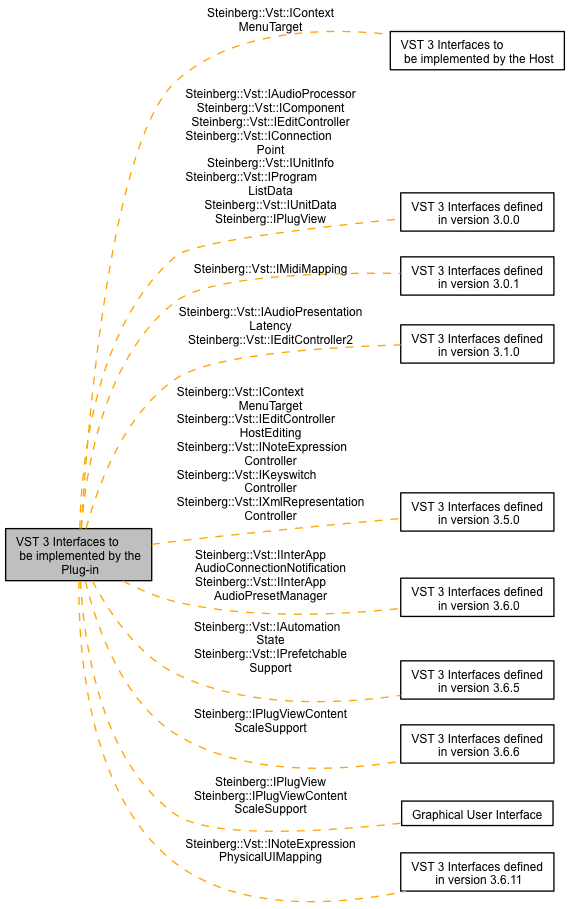 Steinberg::Vst::IContext
MenuTarget
VST 3 Interfaces to
be implemented by the Host
Steinberg::Vst::IAudioProcessor
Steinberg::Vst::IComponent
Steinberg::Vst::IEditController
Steinberg::Vst::IConnection
Point
Steinberg::Vst::IUnitInfo
Steinberg::Vst::IProgram
ListData
Steinberg::Vst::IUnitData
Steinberg::IPlugView
VST 3 Interfaces defined
in version 3.0.0
Steinberg::Vst::IMidiMapping
VST 3 Interfaces defined
in version 3.0.1
Steinberg::Vst::IAudioPresentation
Latency
Steinberg::Vst::IEditController2
VST 3 Interfaces defined
in version 3.1.0
Steinberg::Vst::IContext
MenuTarget
Steinberg::Vst::IEditController
HostEditing
Steinberg::Vst::INoteExpression
Controller
Steinberg::Vst::IKeyswitch
Controller
Steinberg::Vst::IXmlRepresentation
Controller
VST 3 Interfaces defined
in version 3.5.0
VST 3 Interfaces to
be implemented by the
Plug-in
Steinberg::Vst::IInterApp
AudioConnectionNotification
Steinberg::Vst::IInterApp
AudioPresetManager
VST 3 Interfaces defined
in version 3.6.0
Steinberg::Vst::IAutomation
State
Steinberg::Vst::IPrefetchable
Support
VST 3 Interfaces defined
in version 3.6.5
Steinberg::IPlugViewContent
ScaleSupport
VST 3 Interfaces defined
in version 3.6.6
Steinberg::IPlugView
Steinberg::IPlugViewContent
ScaleSupport
Graphical User Interface
Steinberg::Vst::INoteExpression
PhysicalUIMapping
VST 3 Interfaces defined
in version 3.6.11